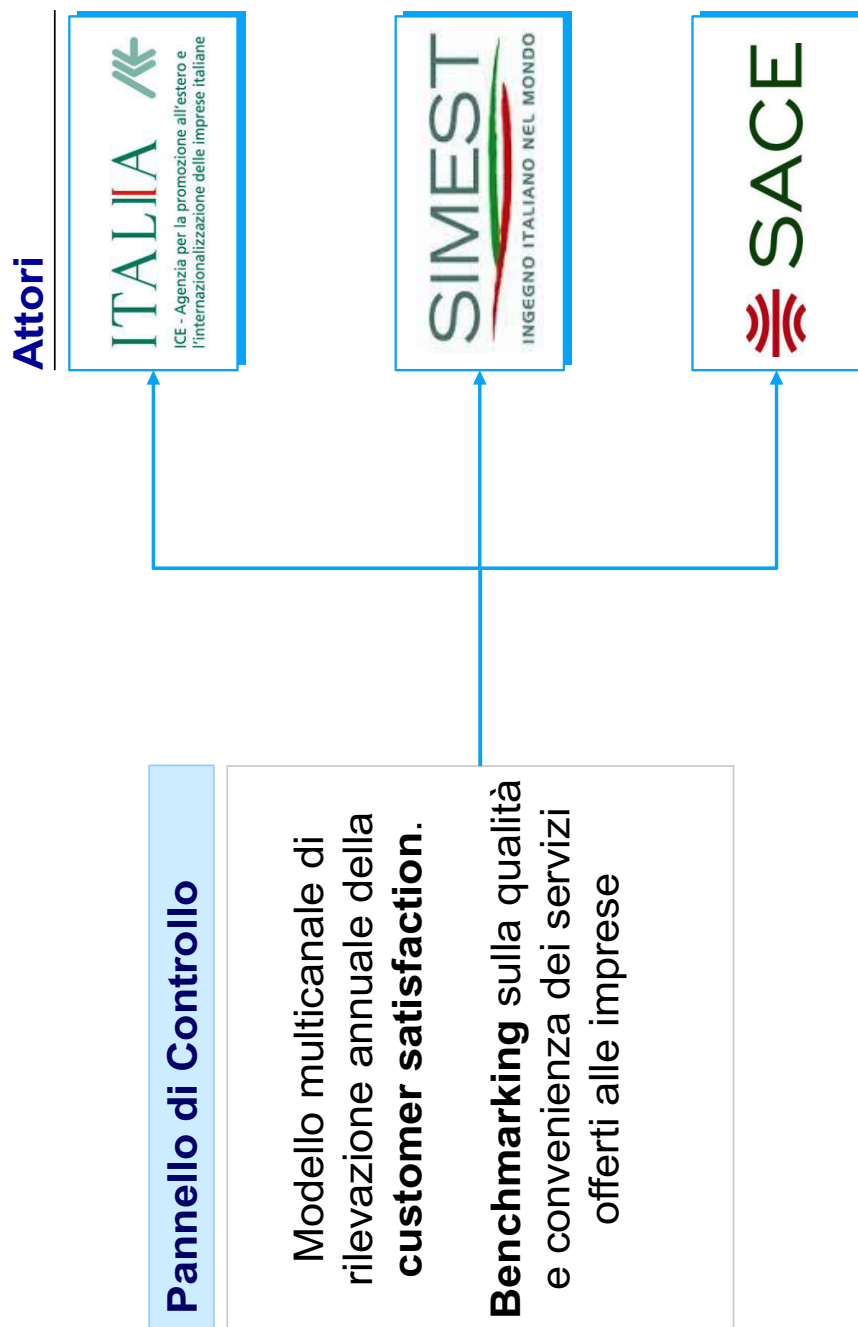 Attori
Pannello di Controllo
Modello multicanale di
rilevazione annuale della
customer satisfaction.
Benchmarking sulla qualità
e convenienza dei servizi
offerti alle imprese
ITALIA
ICE - Agenzia per la promozione all'estero e
l'internazionalizzazione delle imprese italiane
SIMEST
INGEGNO ITALIANO NEL MONDO
SACE